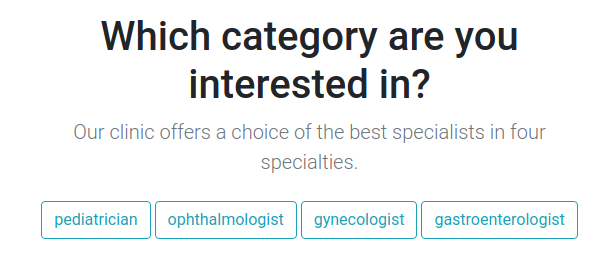 Which category are you
interested in?
Our clinic offers a choice of the best specialists in four
specialties.
pediatrician ophthalmologist gynecologist gastroenterologist